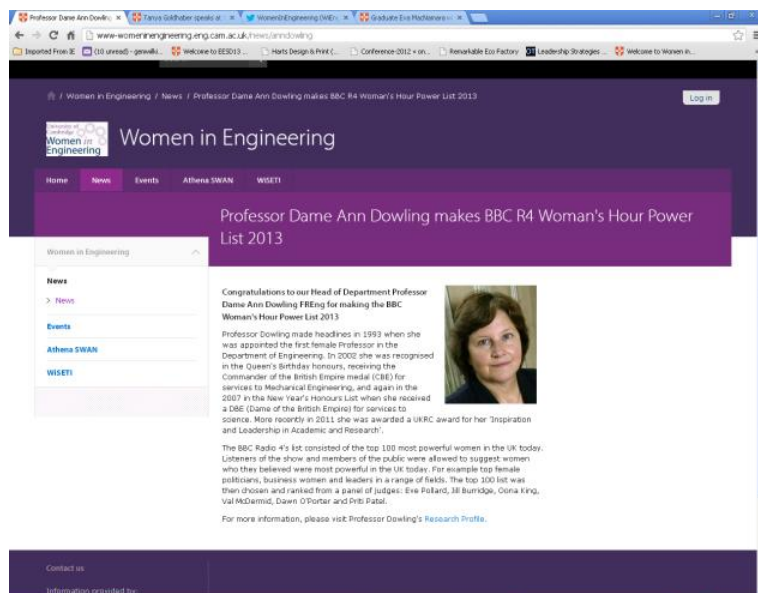 Professor Dame Ann Dowling
Tanya Goldhaber speaks at
WomenInEngineering (WiEn
Graduate Eva
www-womeninengineering.eng.cam.ac.uk/news/anndowling
Imported From IE
(10 unread) -
Welcome to EESD13 ...
Harts Design & Print (...
Conference-2012 « on...
Remarkable Eco Factory
Leadership Strategies ...
Welcome to Women in...
/ Women in Engineering / News / Professor Dame Ann Dowling makes BBC R4 Woman's Hour Power List 2013
Log in
Women in
Engineering
Women in Engineering
Home
News
Events
Athena SWAN
WiSETI
Professor Dame Ann Dowling makes BBC R4 Woman's Hour Power
List 2013
Women in Engineering
News
> News
Events
Athena SWAN
WiSETI
Congratulations to our Head of Department Professor
Dame Ann Dowling FREng for making the BBC
Woman's Hour Power List 2013
Professor Dowling made headlines in 1993 when she
was appointed the first female Professor in the
Department of Engineering. In 2002 she was recognised
in the Queen's Birthday honours, receiving the
Commander of the British Empire medal (CBE) for
services to Mechanical Engineering, and again in the
2007 in the New Year's Honours List when she received
a DBE (Dame of the British Empire) for services to
science. More recently in 2011 she was awarded a UKRC award for her 'Inspiration
and Leadership in Academic and Research'.
The BBC Radio 4's list consisted of the top 100 most powerful women in the UK today.
Listeners of the show and members of the public were allowed to suggest women
who they believed were most powerful in the UK today. For example top female
politicians, business women and leaders in a range of fields. The top 100 list was
then chosen and ranked from a panel of judges: Eve Pollard, Jill Burridge, Oona King,
Val McDermid, Dawn O'Porter and Priti Patel.
For more information, please visit Professor Dowling's Research Profile.
Contact us
Information provided by: